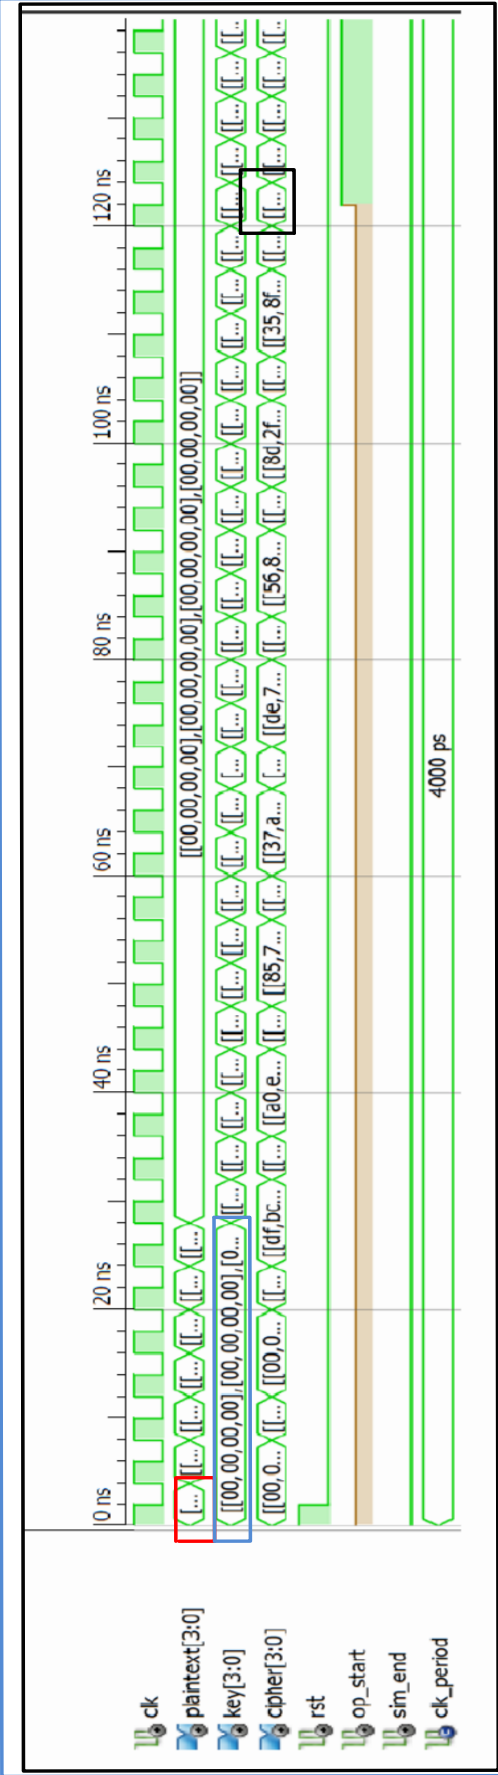 0 ns 20 ns 40 ns 60 ns 80 ns 100 ns 120 ns
clk
plaintext[3:0] [... [[... [[... [[... [[... [[... [[... [[00,00,00,00],[00,00,00,00],[00,00,00,00],[00,00,00,00]]
key[3:0] [[00,00,00,00],[00,00,00,00],[0... [[... [[... [[... [[... [[... [[... [[... [[... [[... [[... [... [[... [[... [[... [[... [[... [[... [[... [[... [[... [[... [[... [[... [[... [[... [[... [[... [[...
cipher[3:0] [[00,0... [[... [[00,0... [[... [[df,bc... [[... [[a0,e... [[... [[85,7... [[... [[37,a... [... [[de,7... [[... [[56,8... [[... [[8d,2f... [[... [[35,8f... [[... [[... [[... [[... [[... [[...
rst
op_start
sim_end
ck_period 4000 ps